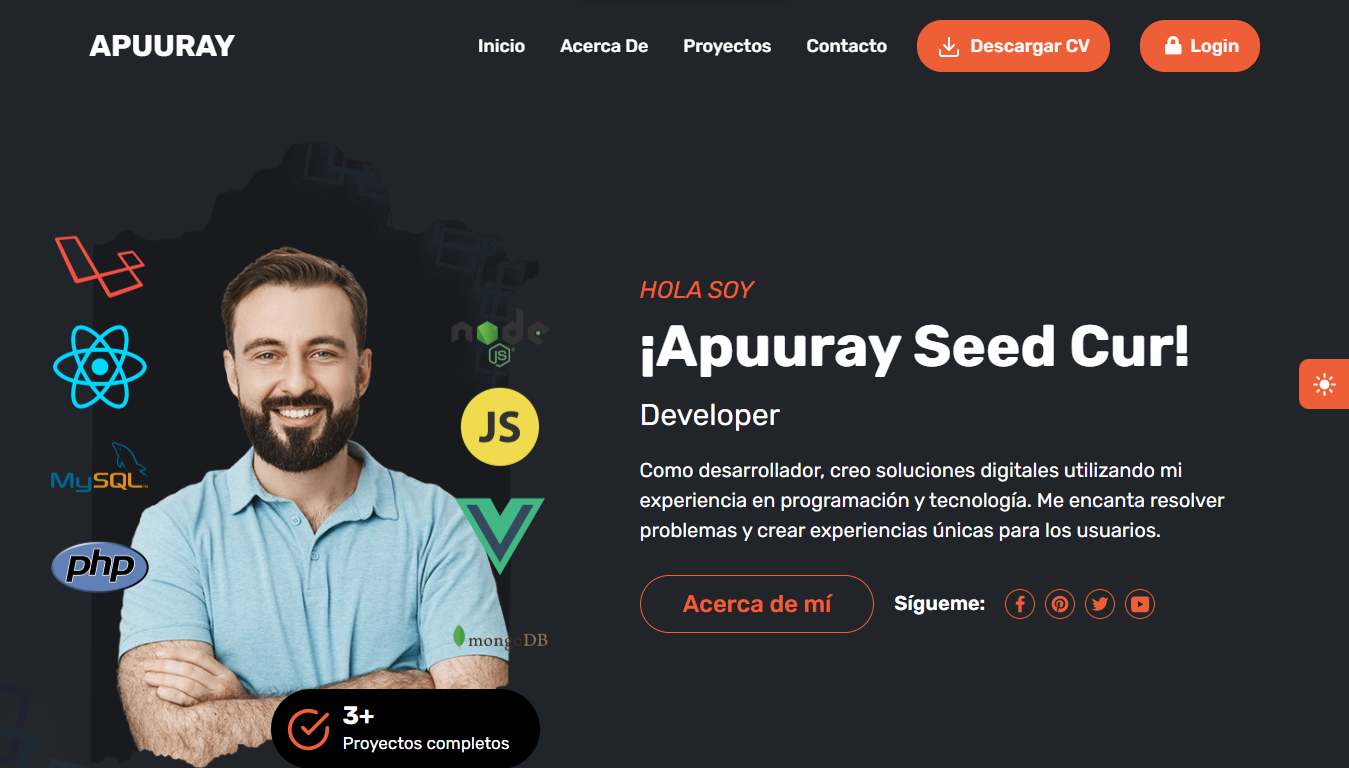 APUURAY
Inicio
Acerca De
Proyectos
Contacto
Descargar CV
Login
node
JS
JS
MySQL
php
mongoDB
3+
Proyectos completos
HOLA SOY
¡Apuuray Seed Cur!
Developer
Como desarrollador, creo soluciones digitales utilizando mi
experiencia en programación y tecnología. Me encanta resolver
problemas y crear experiencias únicas para los usuarios.
Acerca de mí
Sígueme: